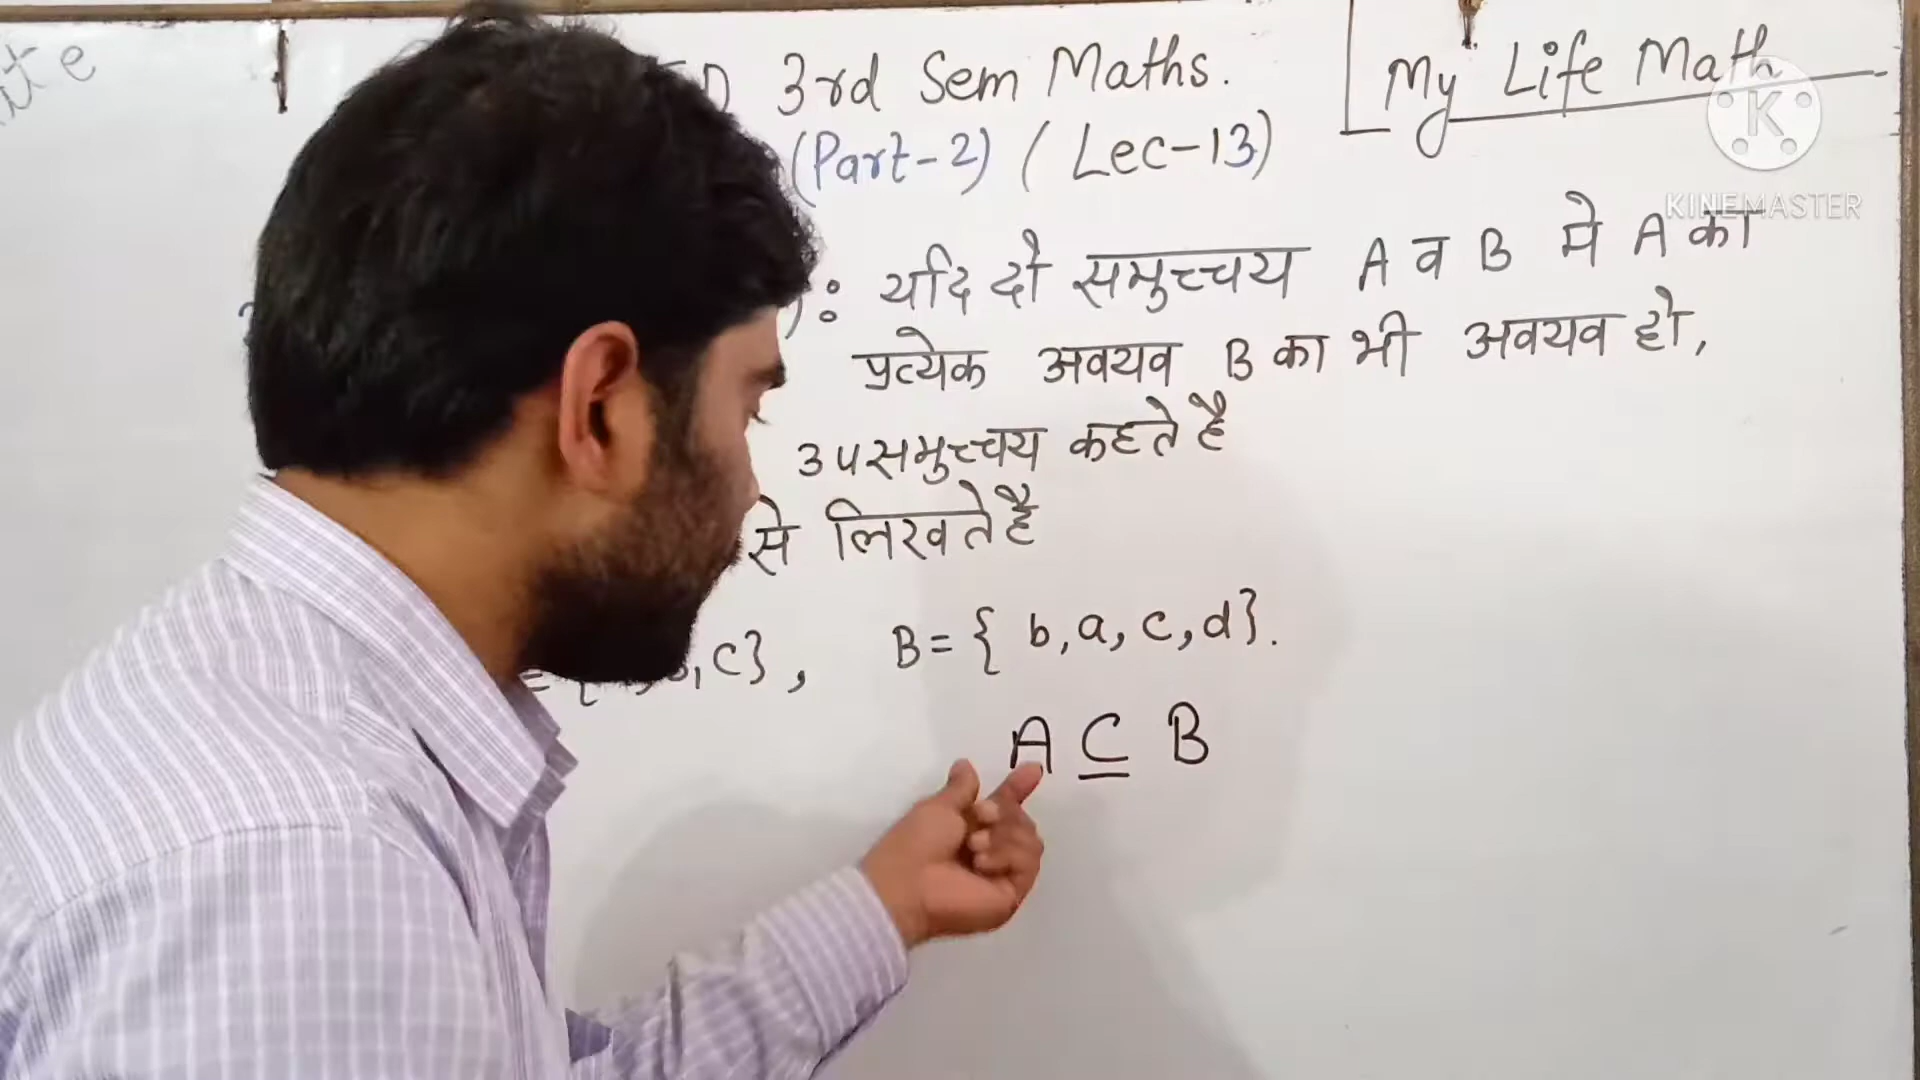 3rd Sem Maths.
My Life Math
K
KINEMASTER
(Part-2) ( Lec-13)
: यदि दो समुच्चय A व B मे A का
प्रत्येक अवयव B का भी अवयव हो,
उपसमुच्चय कहते है
से लिखते है
,c} , B = { b, a, c, d}.
A ⊆ B